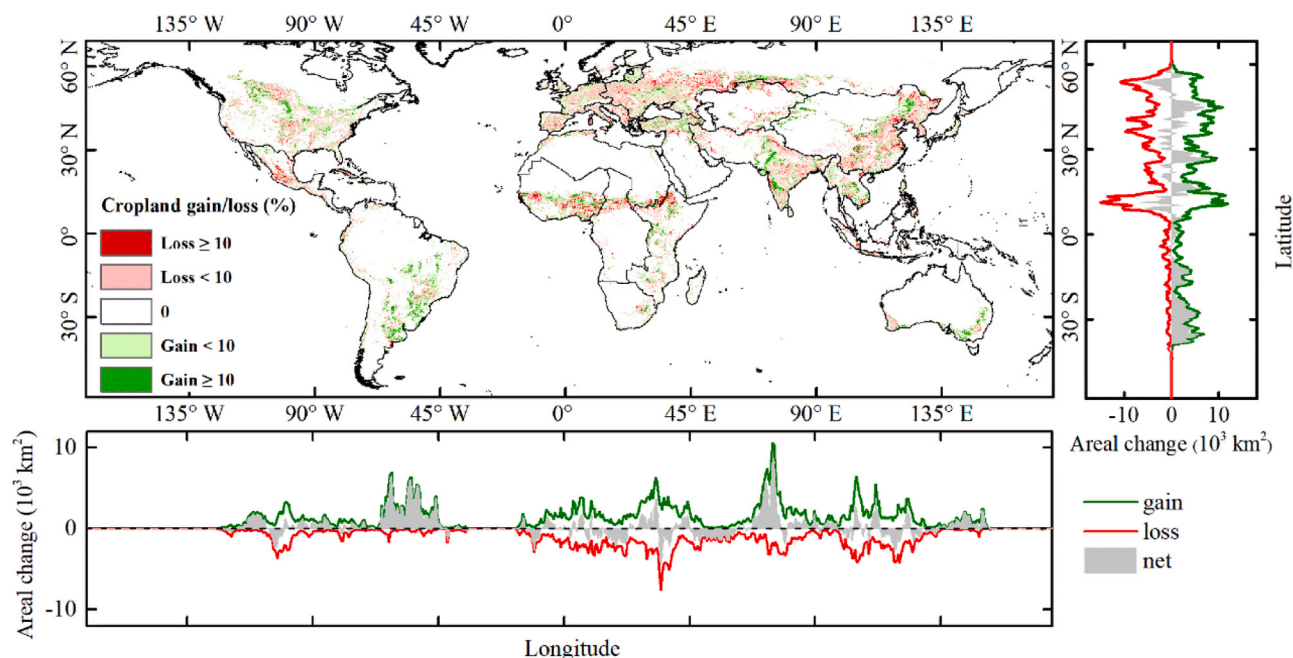 135° W 90° W 45° W 0° 45° E 90° E 135° E
60° N
30° N
0°
30° S
Cropland gain/loss (%)
Loss ≥ 10
Loss < 10
0
Gain < 10
Gain ≥ 10
60° N
30° N
0°
30° S
Latitude
-10 0 10
Areal change (10³ km²)
135° W 90° W 45° W 0° 45° E 90° E 135° E
10
0
-10
Areal change (10³ km²)
Longitude
gain
loss
net